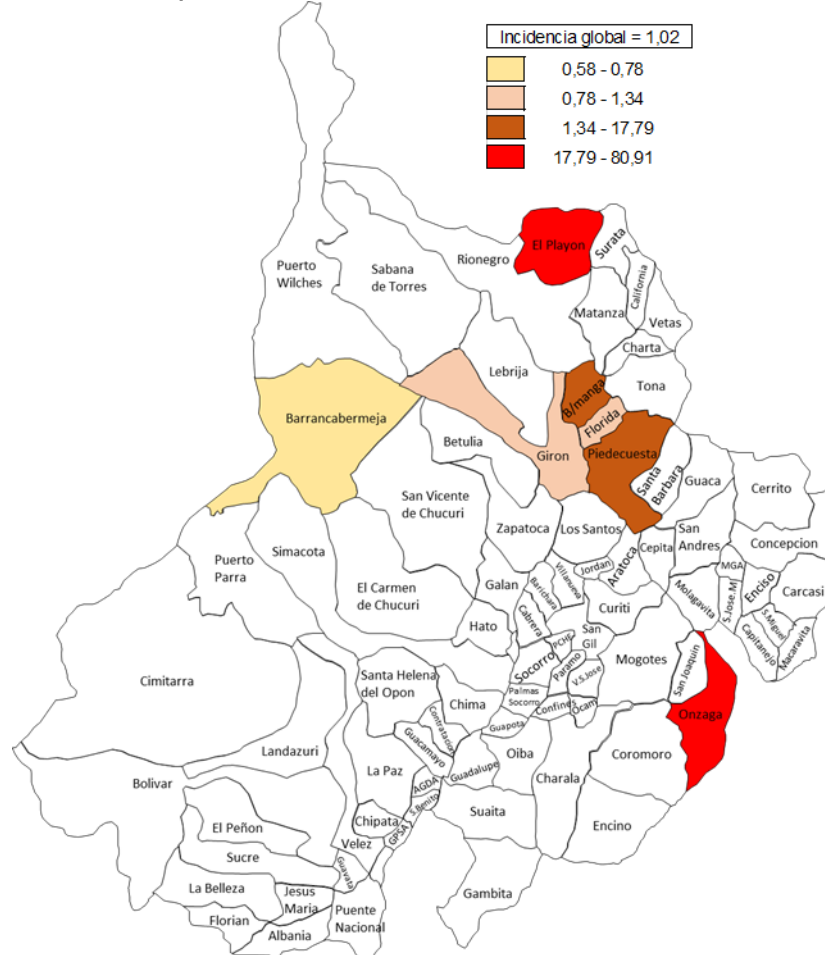 Incidencia global = 1,02
0,58 - 0,78
0,78 - 1,34
1,34 - 17,79
17,79 - 80,91
El Playon
Surata
Rionegro
Puerto
Wilches
Sabana
de Torres
California
Matanza
Vetas
Charta
Lebrija
Tona
B/manga
Barrancabermeja
Florida
Betulia
Giron
Piedecuesta
Santa
Barbara
Guaca
Cerrito
San Vicente
de Chucuri
Zapatoca
Los Santos
San
Andres
Cepita
Concepcion
Simacota
Puerto
Parra
Aratoca
Jordan
Villanueva
MGA
Enciso
Carcasi
El Carmen
de Chucuri
Galan
Barichara
Curiti
Molagavita
S.Jose.MI
S.Miguel
Hato
Cabrera
San
Gil
PCHE
Capitanejo
Macaravita
Cimitarra
Santa Helena
del Opon
Socorro
Paramo
V.S.Jose
Mogotes
San Joaquin
Chima
Palmas
Socorro
Confines
Ocam
Onzaga
Contratacion
Guapota
Landazuri
Guacamayo
Oiba
Coromoro
Bolivar
La Paz
Guadalupe
Charala
AGDA
S.Benito
Suaita
El Peñon
Chipata
GPSA
Encino
Velez
Sucre
Guavata
La Belleza
Jesus
Maria
Gambita
Florian
Puente
Nacional
Albania